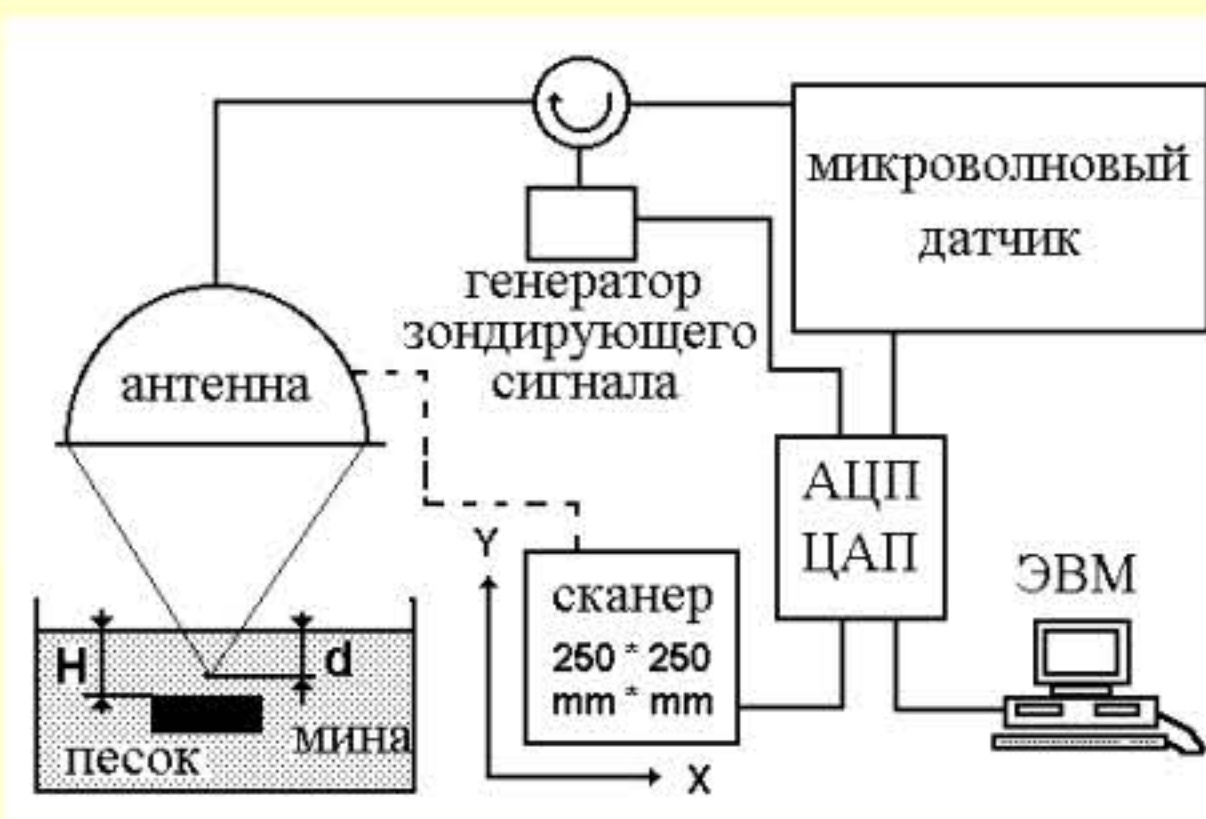 микроволновый
датчик
генератор
зондирующего
сигнала
антенна
АЦП
ЦАП
ЭВМ
Y
сканер
250 * 250
mm * mm
X
H
d
мина
песок